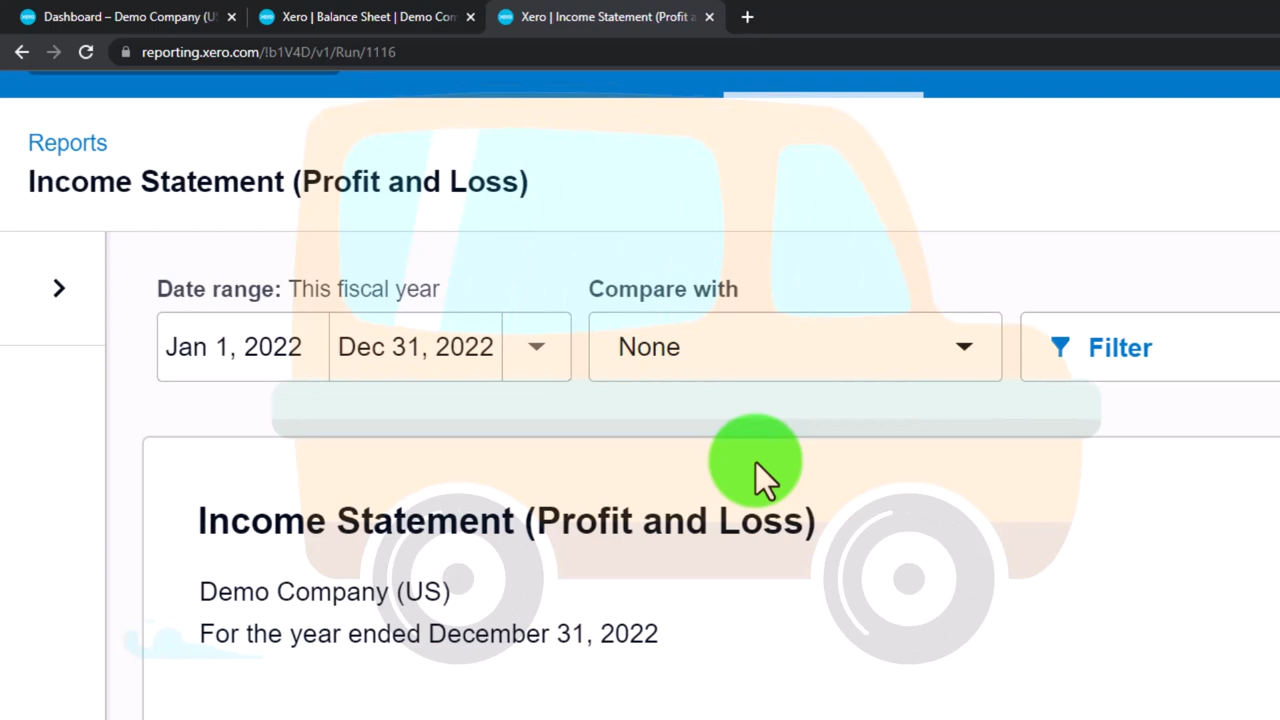 Dashboard – Demo Company (U
Xero | Balance Sheet | Demo Com
Xero | Income Statement (Profit a
reporting.xero.com/!b1V4D/v1/Run/1116
Reports
Income Statement (Profit and Loss)
Date range: This fiscal year
Compare with
Jan 1, 2022
Dec 31, 2022
None
Filter
Income Statement (Profit and Loss)
Demo Company (US)
For the year ended December 31, 2022